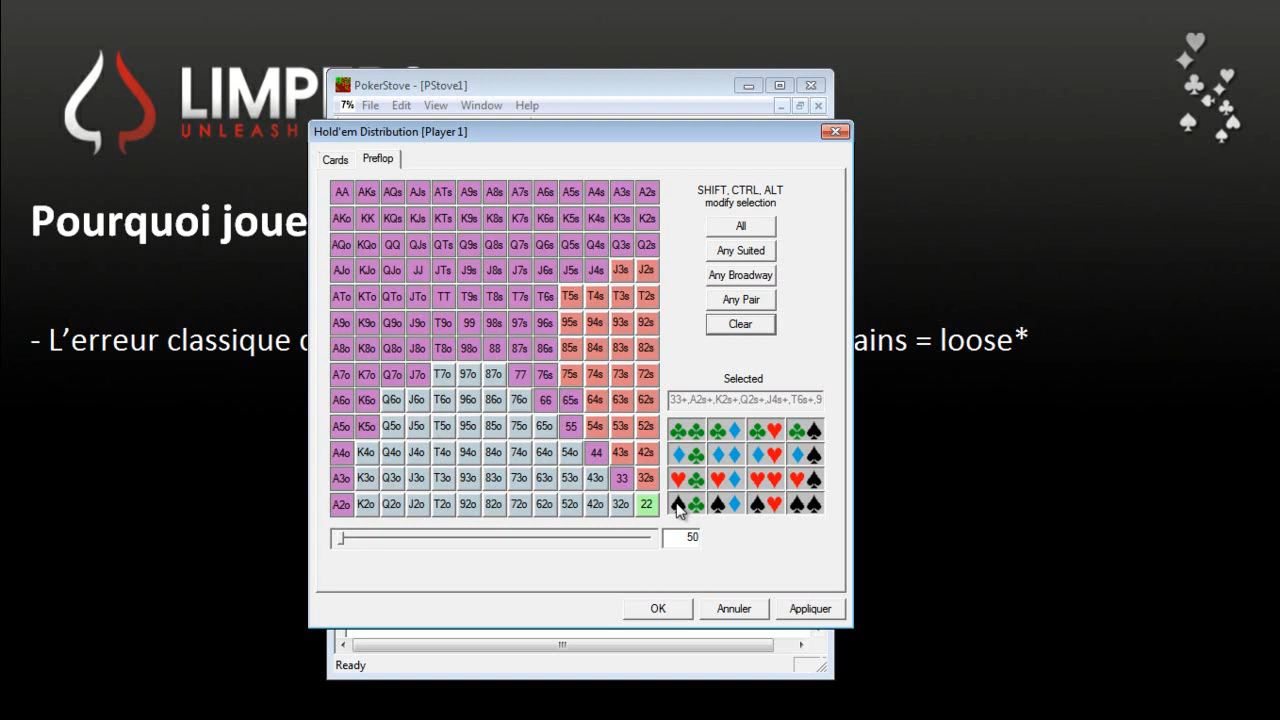 LIMP
UNLEASH
Pourquoi joue
- L’erreur classique
ains = loose*
PokerStove - [PStove1]
7% File Edit View Window Help
Hold'em Distribution [Player 1]
Cards Preflop
AA AKs AQs AJs ATs A9s A8s A7s A6s A5s A4s A3s A2s
AKo KK KQs KJs KTs K9s K8s K7s K6s K5s K4s K3s K2s
AQo KQo QQ QJs QTs Q9s Q8s Q7s Q6s Q5s Q4s Q3s Q2s
AJo KJo QJo JJ JTs J9s J8s J7s J6s J5s J4s J3s J2s
ATo KTo QTo JTo TT T9s T8s T7s T6s T5s T4s T3s T2s
A9o K9o Q9o J9o T9o 99 98s 97s 96s 95s 94s 93s 92s
A8o K8o Q8o J8o T8o 98o 88 87s 86s 85s 84s 83s 82s
A7o K7o Q7o J7o T7o 97o 87o 77 76s 75s 74s 73s 72s
A6o K6o Q6o J6o T6o 96o 86o 76o 66 65s 64s 63s 62s
A5o K5o Q5o J5o T5o 95o 85o 75o 65o 55 54s 53s 52s
A4o K4o Q4o J4o T4o 94o 84o 74o 64o 54o 44 43s 42s
A3o K3o Q3o J3o T3o 93o 83o 73o 63o 53o 43o 33 32s
A2o K2o Q2o J2o T2o 92o 82o 72o 62o 52o 42o 32o 22
SHIFT, CTRL, ALT
modify selection
All
Any Suited
Any Broadway
Any Pair
Clear
Selected
33+,A2s+,K2s+,Q2s+,J4s+,T6s+,9
50
OK Annuler Appliquer
Ready